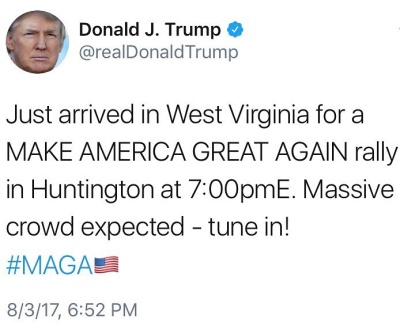 Donald J. Trump
@realDonaldTrump
Just arrived in West Virginia for a
MAKE AMERICA GREAT AGAIN rally
in Huntington at 7:00pmE. Massive
crowd expected - tune in!
#MAGA🇺🇸
8/3/17, 6:52 PM